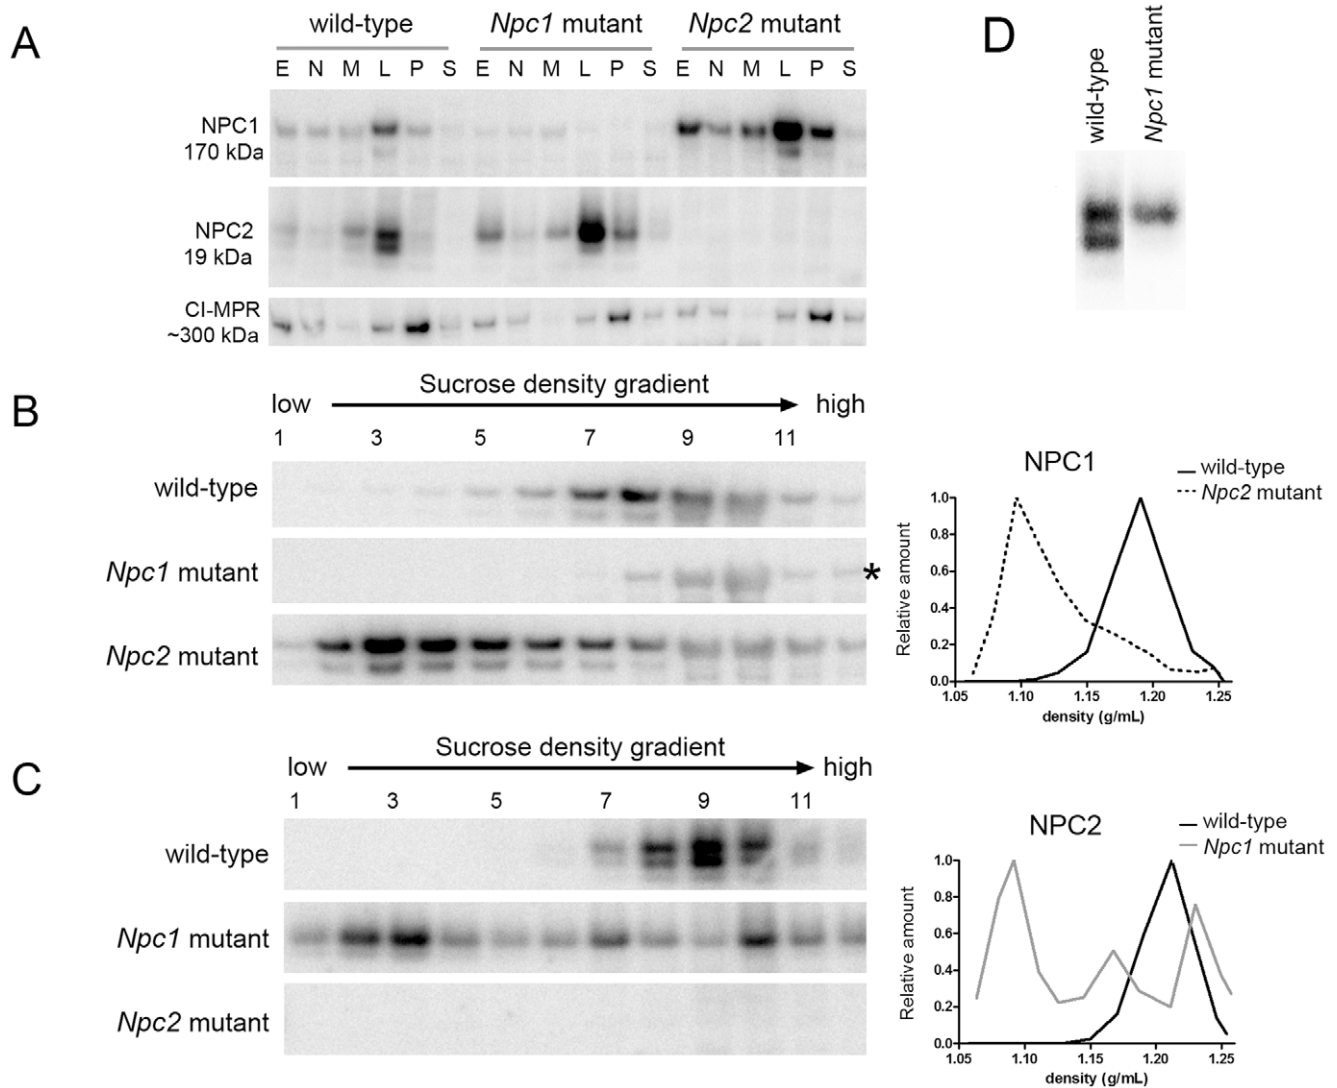 A
wild-type
Npc1 mutant
Npc2 mutant
E N M L P S E N M L P S E N M L P S
NPC1
170 kDa
NPC2
19 kDa
CI-MPR
~300 kDa
D
wild-type
Npc1 mutant
B
Sucrose density gradient
low
high
1 3 5 7 9 11
wild-type
Npc1 mutant
*
Npc2 mutant
NPC1
wild-type
Npc2 mutant
Relative amount
1.0
0.8
0.6
0.4
0.2
0.0
1.05 1.10 1.15 1.20 1.25
density (g/mL)
C
Sucrose density gradient
low
high
1 3 5 7 9 11
wild-type
Npc1 mutant
Npc2 mutant
NPC2
wild-type
Npc1 mutant
Relative amount
1.0
0.8
0.6
0.4
0.2
0.0
1.05 1.10 1.15 1.20 1.25
density (g/mL)